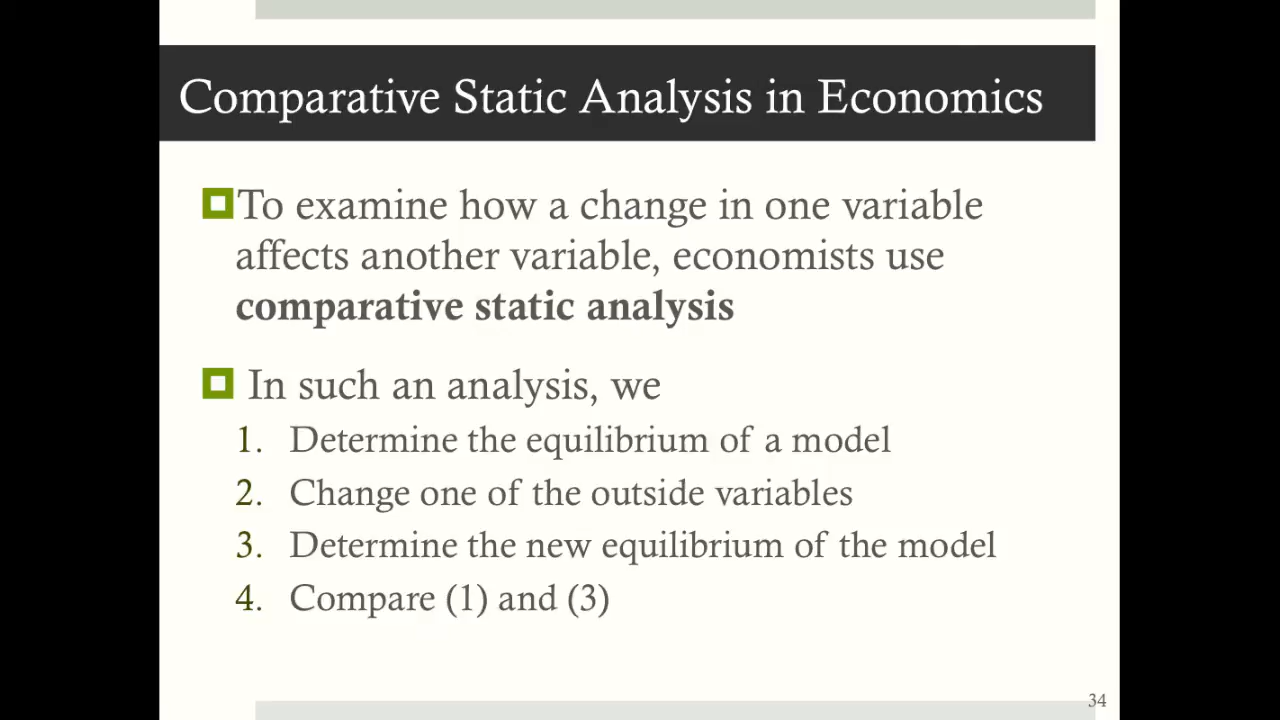 Comparative Static Analysis in Economics
To examine how a change in one variable
affects another variable, economists use
comparative static analysis
In such an analysis, we
1. Determine the equilibrium of a model
2. Change one of the outside variables
3. Determine the new equilibrium of the model
4. Compare (1) and (3)
34